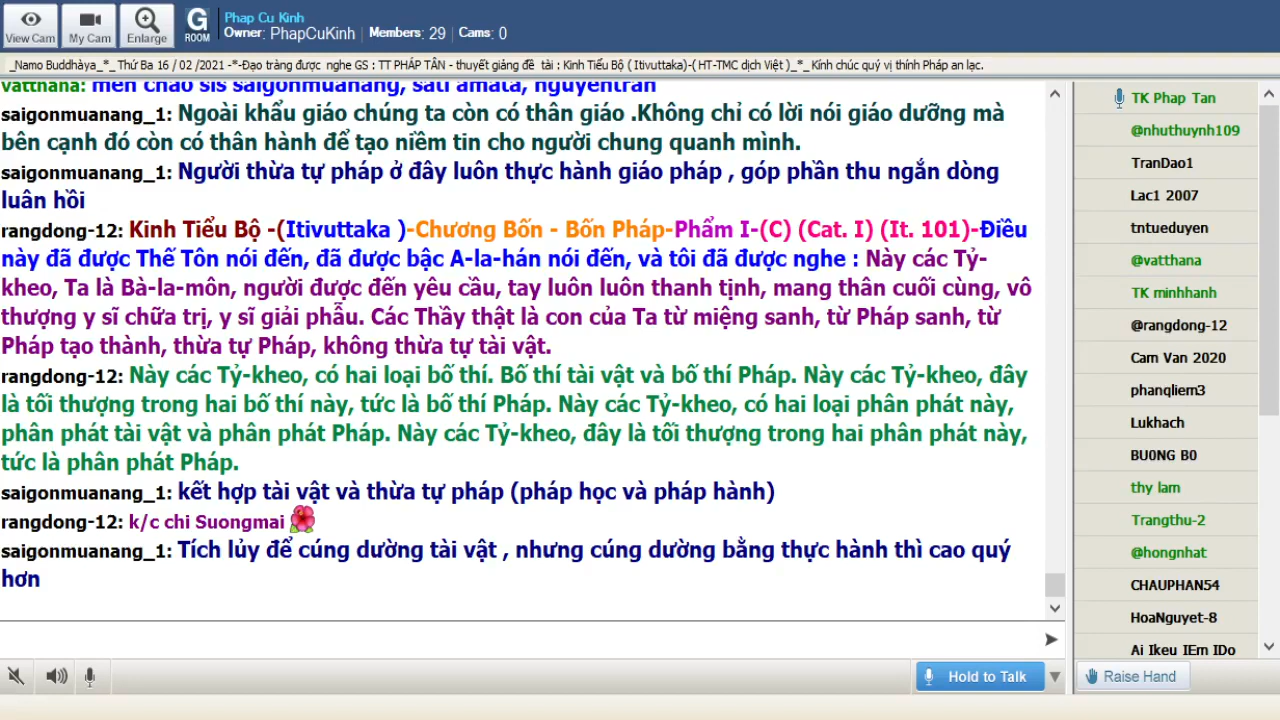 View Cam
My Cam
Enlarge
G
ROOM
Phap Cu Kinh
Owner: PhapCuKinh | Members: 29 | Cams: 0
_Namo Buddhàya_*_ Thứ Ba 16 / 02 /2021 -*-Đạo tràng được nghe GS : TT PHÁP TÂN - thuyết giảng đề tài : Kinh Tiểu Bộ ( Itivuttaka)-( HT-TMC dịch Việt )_*_ Kính chúc quý vị thính Pháp an lạc.
vatthana: mến chào sis saigonmuanang, sati amata, nguyentran
saigonmuanang_1: Ngoài khẩu giáo chúng ta còn có thân giáo .Không chỉ có lời nói giáo dưỡng mà
bên cạnh đó còn có thân hành để tạo niềm tin cho người chung quanh mình.
saigonmuanang_1: Người thừa tự pháp ở đây luôn thực hành giáo pháp , góp phần thu ngắn dòng
luân hồi
rangdong-12: Kinh Tiểu Bộ -(Itivuttaka )-Chương Bốn - Bốn Pháp-Phẩm I-(C) (Cat. I) (It. 101)-Điều
này đã được Thế Tôn nói đến, đã được bậc A-la-hán nói đến, và tôi đã được nghe : Này các Tỷ-
kheo, Ta là Bà-la-môn, người được đến yêu cầu, tay luôn luôn thanh tịnh, mang thân cuối cùng, vô
thượng y sĩ chữa trị, y sĩ giải phẫu. Các Thầy thật là con của Ta từ miệng sanh, từ Pháp sanh, từ
Pháp tạo thành, thừa tự Pháp, không thừa tự tài vật.
rangdong-12: Này các Tỷ-kheo, có hai loại bố thí. Bố thí tài vật và bố thí Pháp. Này các Tỷ-kheo, đây
là tối thượng trong hai bố thí này, tức là bố thí Pháp. Này các Tỷ-kheo, có hai loại phân phát này,
phân phát tài vật và phân phát Pháp. Này các Tỷ-kheo, đây là tối thượng trong hai phân phát này,
tức là phân phát Pháp.
saigonmuanang_1: kết hợp tài vật và thừa tự pháp (pháp học và pháp hành)
rangdong-12: k/c chi Suongmai
saigonmuanang_1: Tích lủy để cúng dường tài vật , nhưng cúng dường bằng thực hành thì cao quý
hơn
TK Phap Tan
@nhuthuynh109
TranDao1
Lac1 2007
tntueduyen
@vatthana
TK minhhanh
@rangdong-12
Cam Van 2020
phanqliem3
Lukhach
BU0NG B0
thy lam
Trangthu-2
@hongnhat
CHAUPHAN54
HoaNguyet-8
Ai Ikeu IEm IDo
Hold to Talk
Raise Hand